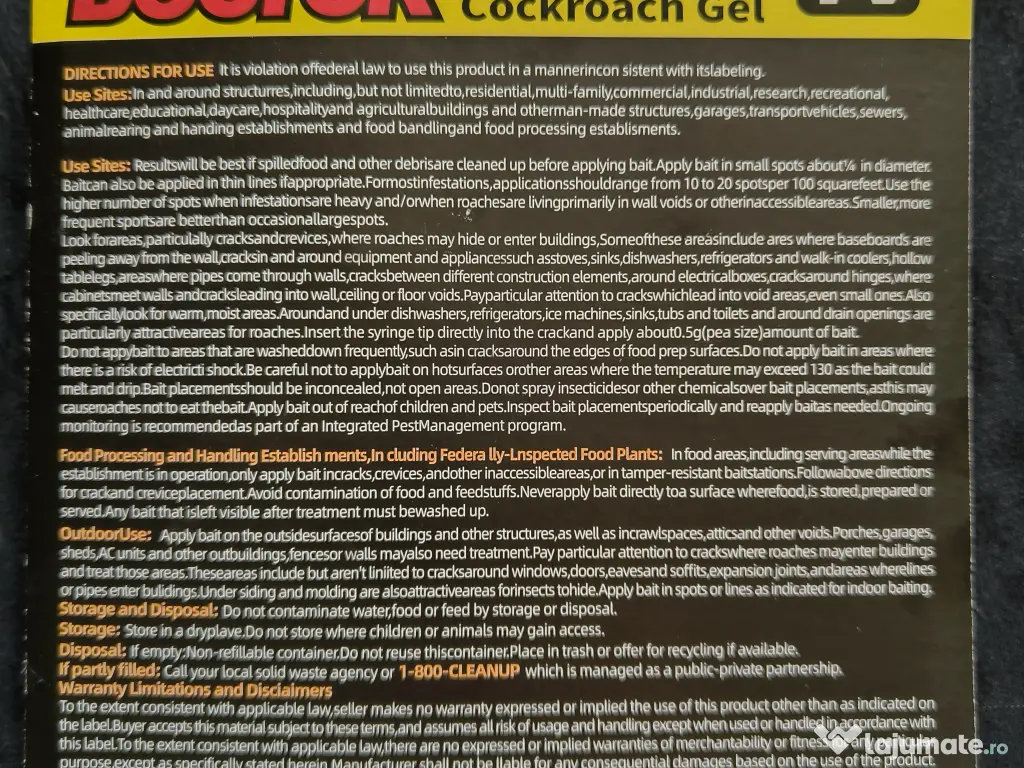 DOCTOR
Cockroach Gel
DIRECTIONS FOR USE It is violation offederal law to use this product in a mannerincon sistent with itslabeling.
Use Sites:In and around structurres,including,but not limitedto,residential,multi-family,commercial,industrial,research,recreational,
healthcare,educational,daycare,hospitalityand agriculturalbuildings and otherman-made structures,garages,transportvehicles,sewers,
animalrearing and handing establishments and food bandlingand food processing establisments.
Use Sites: Resultswill be best if spilledfood and other debrisare cleaned up before applying bait.Apply bait in small spots about¼ in diameter.
Baitcan also be applied in thin lines ifappropriate.Formostinfestations,applicationsshouldrange from 10 to 20 spotsper 100 squarefeet.Use the
higher number of spots when infestationsare heavy and/orwhen roachesare livingprimarily in wall voids or otherinaccessibleareas.Smaller,more
frequent sportsare betterthan occasionallargespots.
Look forareas,particulally cracksandcrevices,where roaches may hide or enter buildings,Someofthese areasinclude ares where baseboards are
peeling away from the wall,cracksin and around equipment and appliancessuch asstoves,sinks,dishwashers,refrigerators and walk-in coolers,hollow
tablelegs,areaswhere pipes come through walls,cracksbetween different construction elements,around electricalboxes,cracksaround hinges,where
cabinetsmeet walls andcracksleading into wall,ceiling or floor voids.Payparticular attention to crackswhichlead into void areas,even small ones.Also
specificallylook for warm,moist areas.Aroundand under dishwashers,refrigerators,ice machines,sinks,tubs and toilets and around drain openings are
particularly attractiveareas for roaches.Insert the syringe tip directly into the crackand apply about0.5g(pea size)amount of bait.
Do not appybait to areas that are washeddown frequently,such asin cracksaround the edges of food prep surfaces.Do not apply bait in areas where
there is a risk of electricti shock.Be careful not to applybait on hotsurfaces orother areas where the temperature may exceed 130 as the bait could
melt and drip.Bait placementsshould be inconcealed,not open areas.Donot spray insecticidesor other chemicalsover bait placements,asthis may
causeroaches not to eat thebait.Apply bait out of reachof children and pets.Inspect bait placementsperiodically and reapply baitas needed.Ongoing
monitoring is recommendedas part of an Integrated PestManagement program.
Food Processing and Handling Establish ments,In cluding Federa lly-Lnspected Food Plants: In food areas,including serving areaswhile the
establishment is in operation,only apply bait incracks,crevices,andother inaccessibleareas,or in tamper-resistant baitstations.Followabove directions
for crackand creviceplacement.Avoid contamination of food and feedstuffs.Neverapply bait directly toa surface wherefood,is stored,prepared or
served.Any bait that isleft visible after treatment must bewashed up.
OutdoorUse: Apply bait on the outsidesurfacesof buildings and other structures,as well as incrawlspaces,atticsand other voids.Porches,garages,
sheds,AC units and other outbuildings,fencesor walls mayalso need treatment.Pay particular attention to crackswhere roaches mayenter buildings
and treat those areas.Theseareas include but aren't liniited to cracksaround windows,doors,eavesand soffits,expansion joints,andareas wherelines
or pipes enter bulidings.Under siding and molding are alsoattractiveareas forinsects tohide.Apply bait in spots or lines as indicated for indoor baiting.
Storage and Disposal: Do not contaminate water,food or feed by storage or disposal.
Storage: Store in a dryplave.Do not store where children or animals may gain access.
Disposal: If empty:Non-refillable container.Do not reuse thiscontainer.Place in trash or offer for recycling if available.
If partly filled: Call your local solid waste agency or 1-800-CLEANUP which is managed as a public-private partnership.
Warranty Limitations and Disclaimers
To the extent consistent with applicable law,seller makes no warranty expressed or implied the use of this product other than as indicated on
the label.Buyer accepts this material subject to these terms,and assumes all risk of usage and handling except when used or handled in accordance with
this label.To the extent consistent with applicable law,there are no expressed or implied warranties of merchantability or fitness for any particular
purpose,except as specifically stated herein.Manufacturer shall not be llable for any consequential damages based on the use of the product.
lajumate.ro